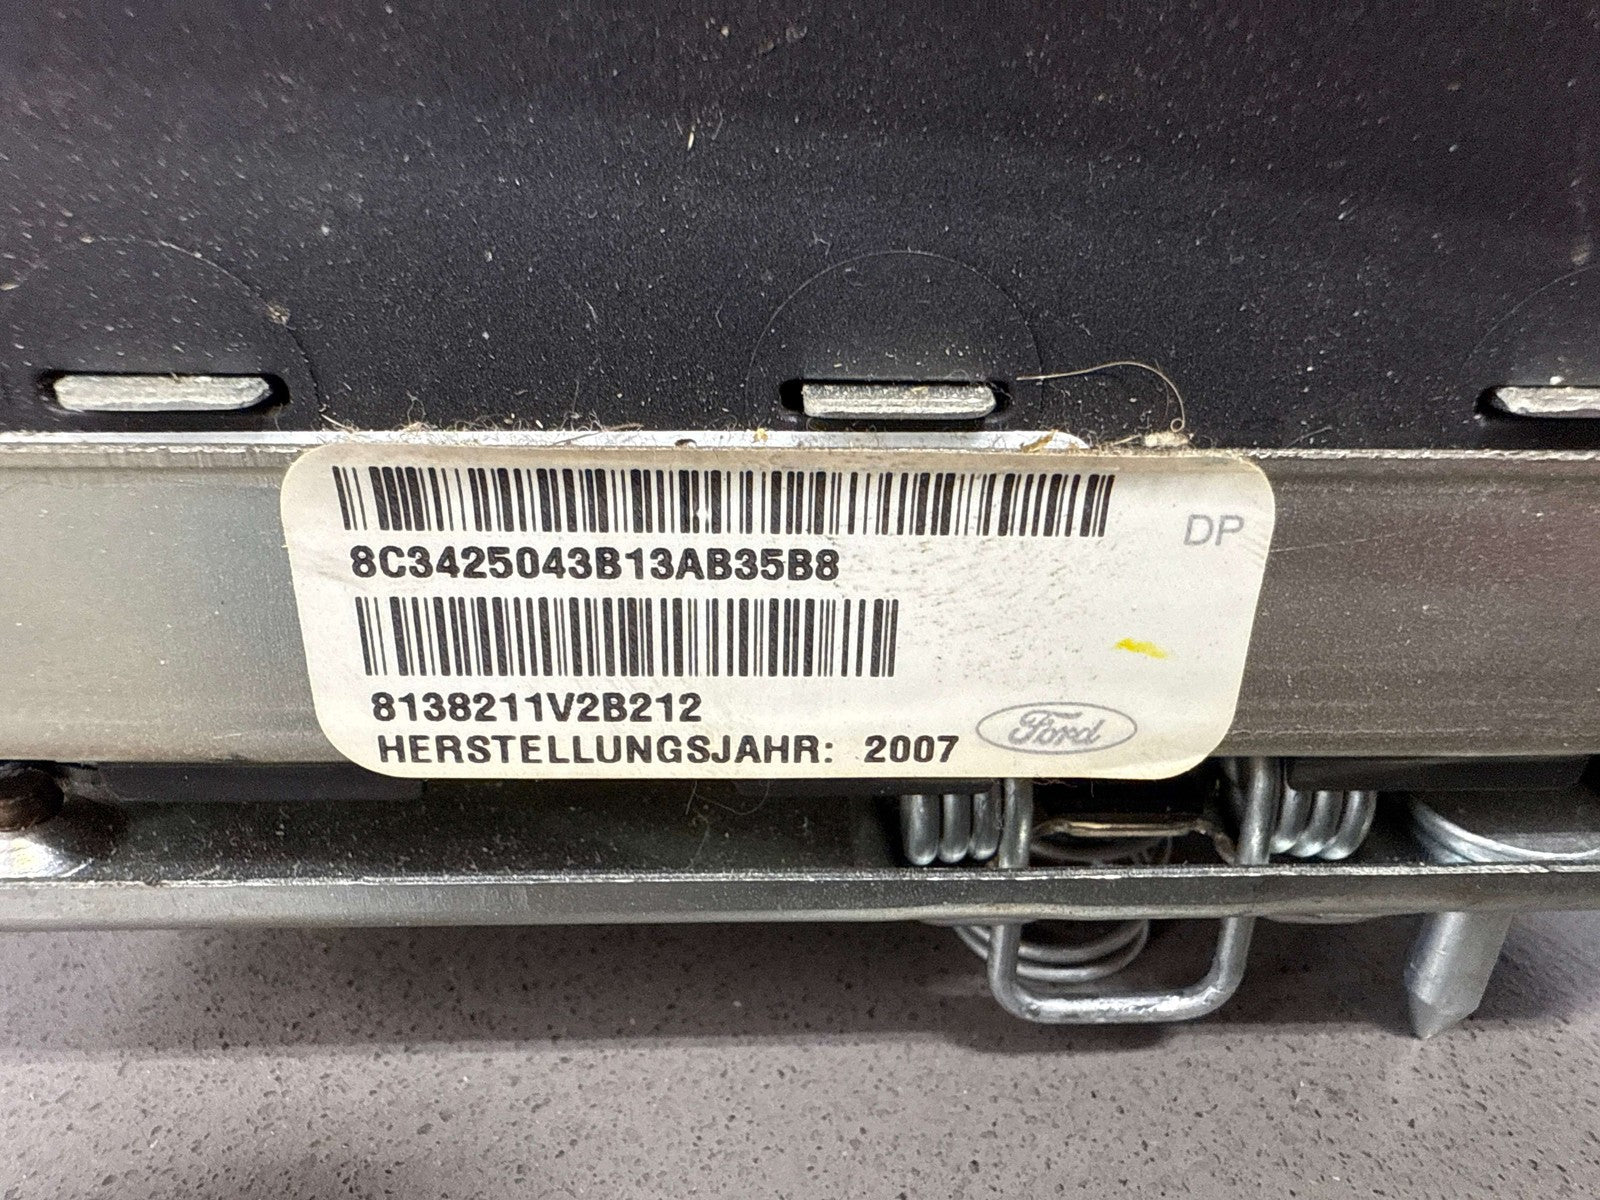 DP
8C3425043B13AB35B8
8138211V2B212
HERSTELLUNGSJAHR: 2007
Ford